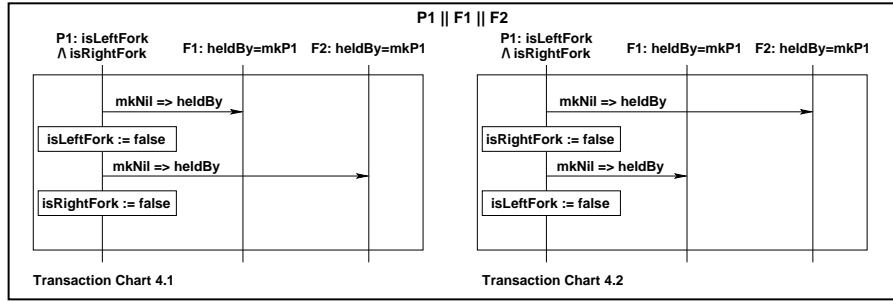 P1 || F1 || F2
P1: isLeftFork
/\ isRightFork
F1: heldBy=mkP1
F2: heldBy=mkP1
mkNil => heldBy
isLeftFork := false
mkNil => heldBy
isRightFork := false
Transaction Chart 4.1
P1: isLeftFork
/\ isRightFork
F1: heldBy=mkP1
F2: heldBy=mkP1
mkNil => heldBy
isRightFork := false
mkNil => heldBy
isLeftFork := false
Transaction Chart 4.2